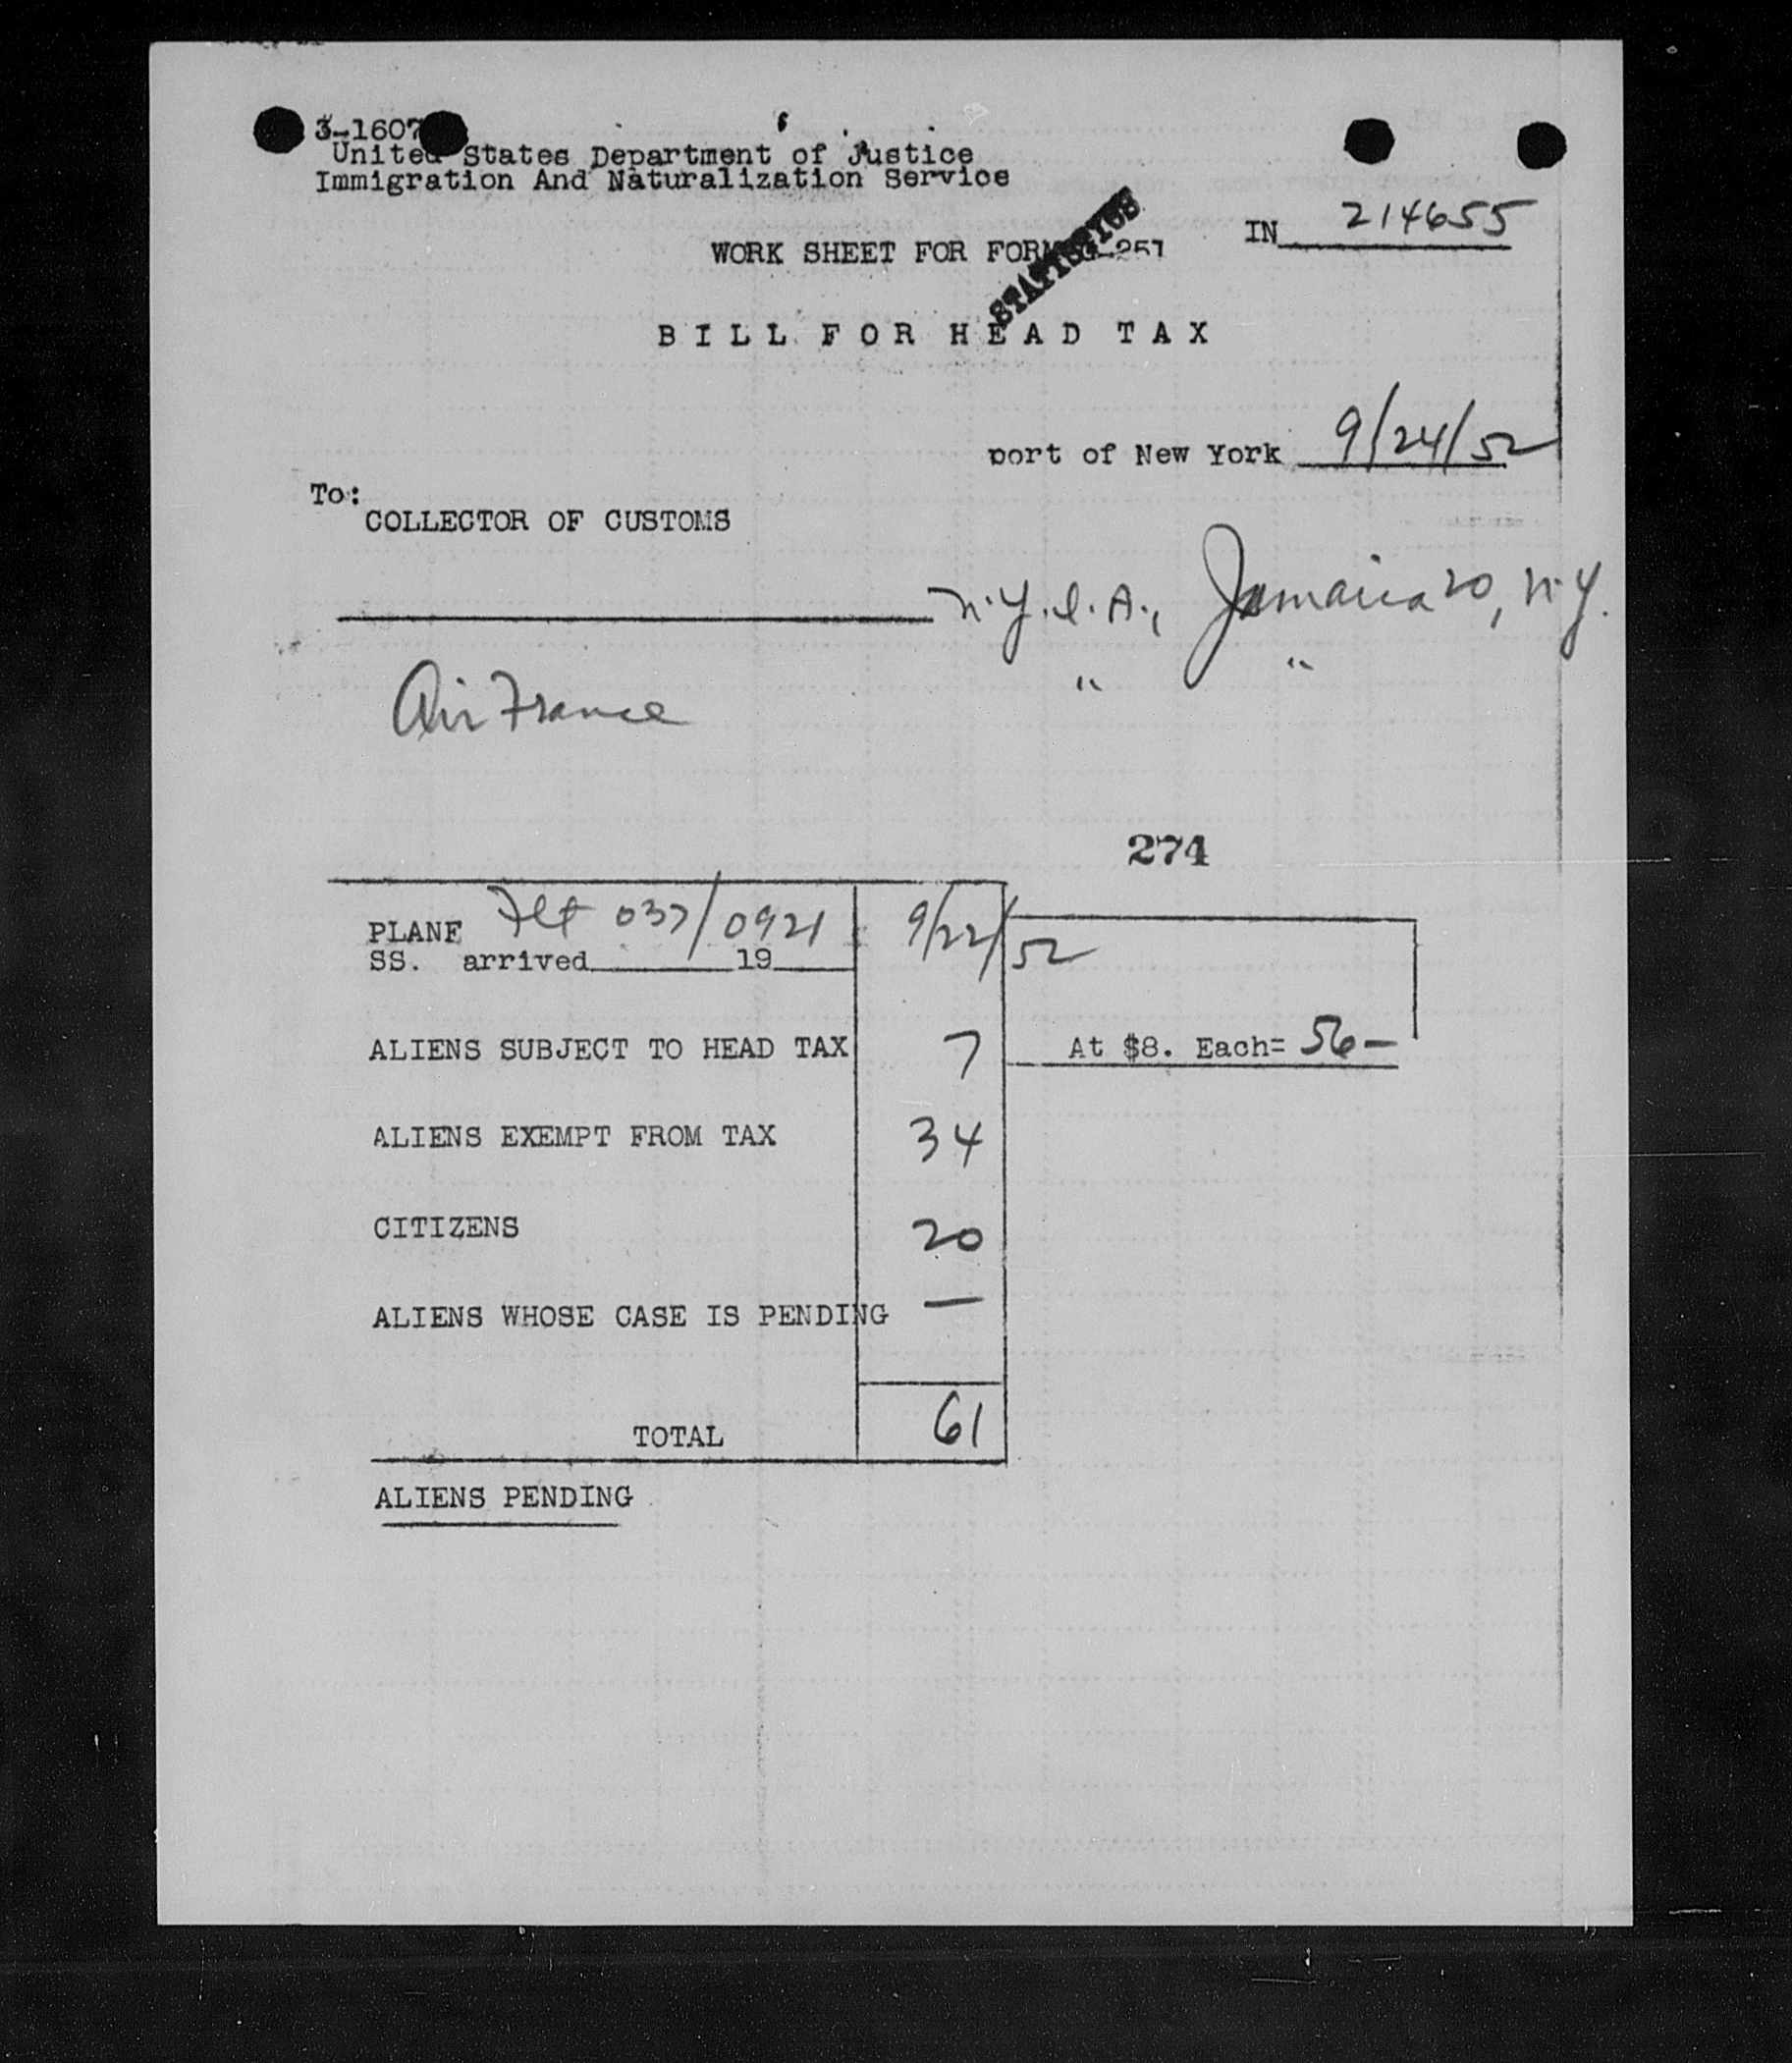 3-1607
United States Department of Justice
Immigration And Naturalization Service
STATISTICS
IN 214655
WORK SHEET FOR FORM G-251
BILL FOR HEAD TAX
port of New York 9/24/52
To:
COLLECTOR OF CUSTOMS
N.Y.I.A., Jamaica 20, N.Y.
" "
Air France
274
PLANE Flt 037/0921 9/22/52
SS. arrived 19
ALIENS SUBJECT TO HEAD TAX 7 At $8. Each= 56-
ALIENS EXEMPT FROM TAX 34
CITIZENS 20
ALIENS WHOSE CASE IS PENDING —
TOTAL 61
ALIENS PENDING